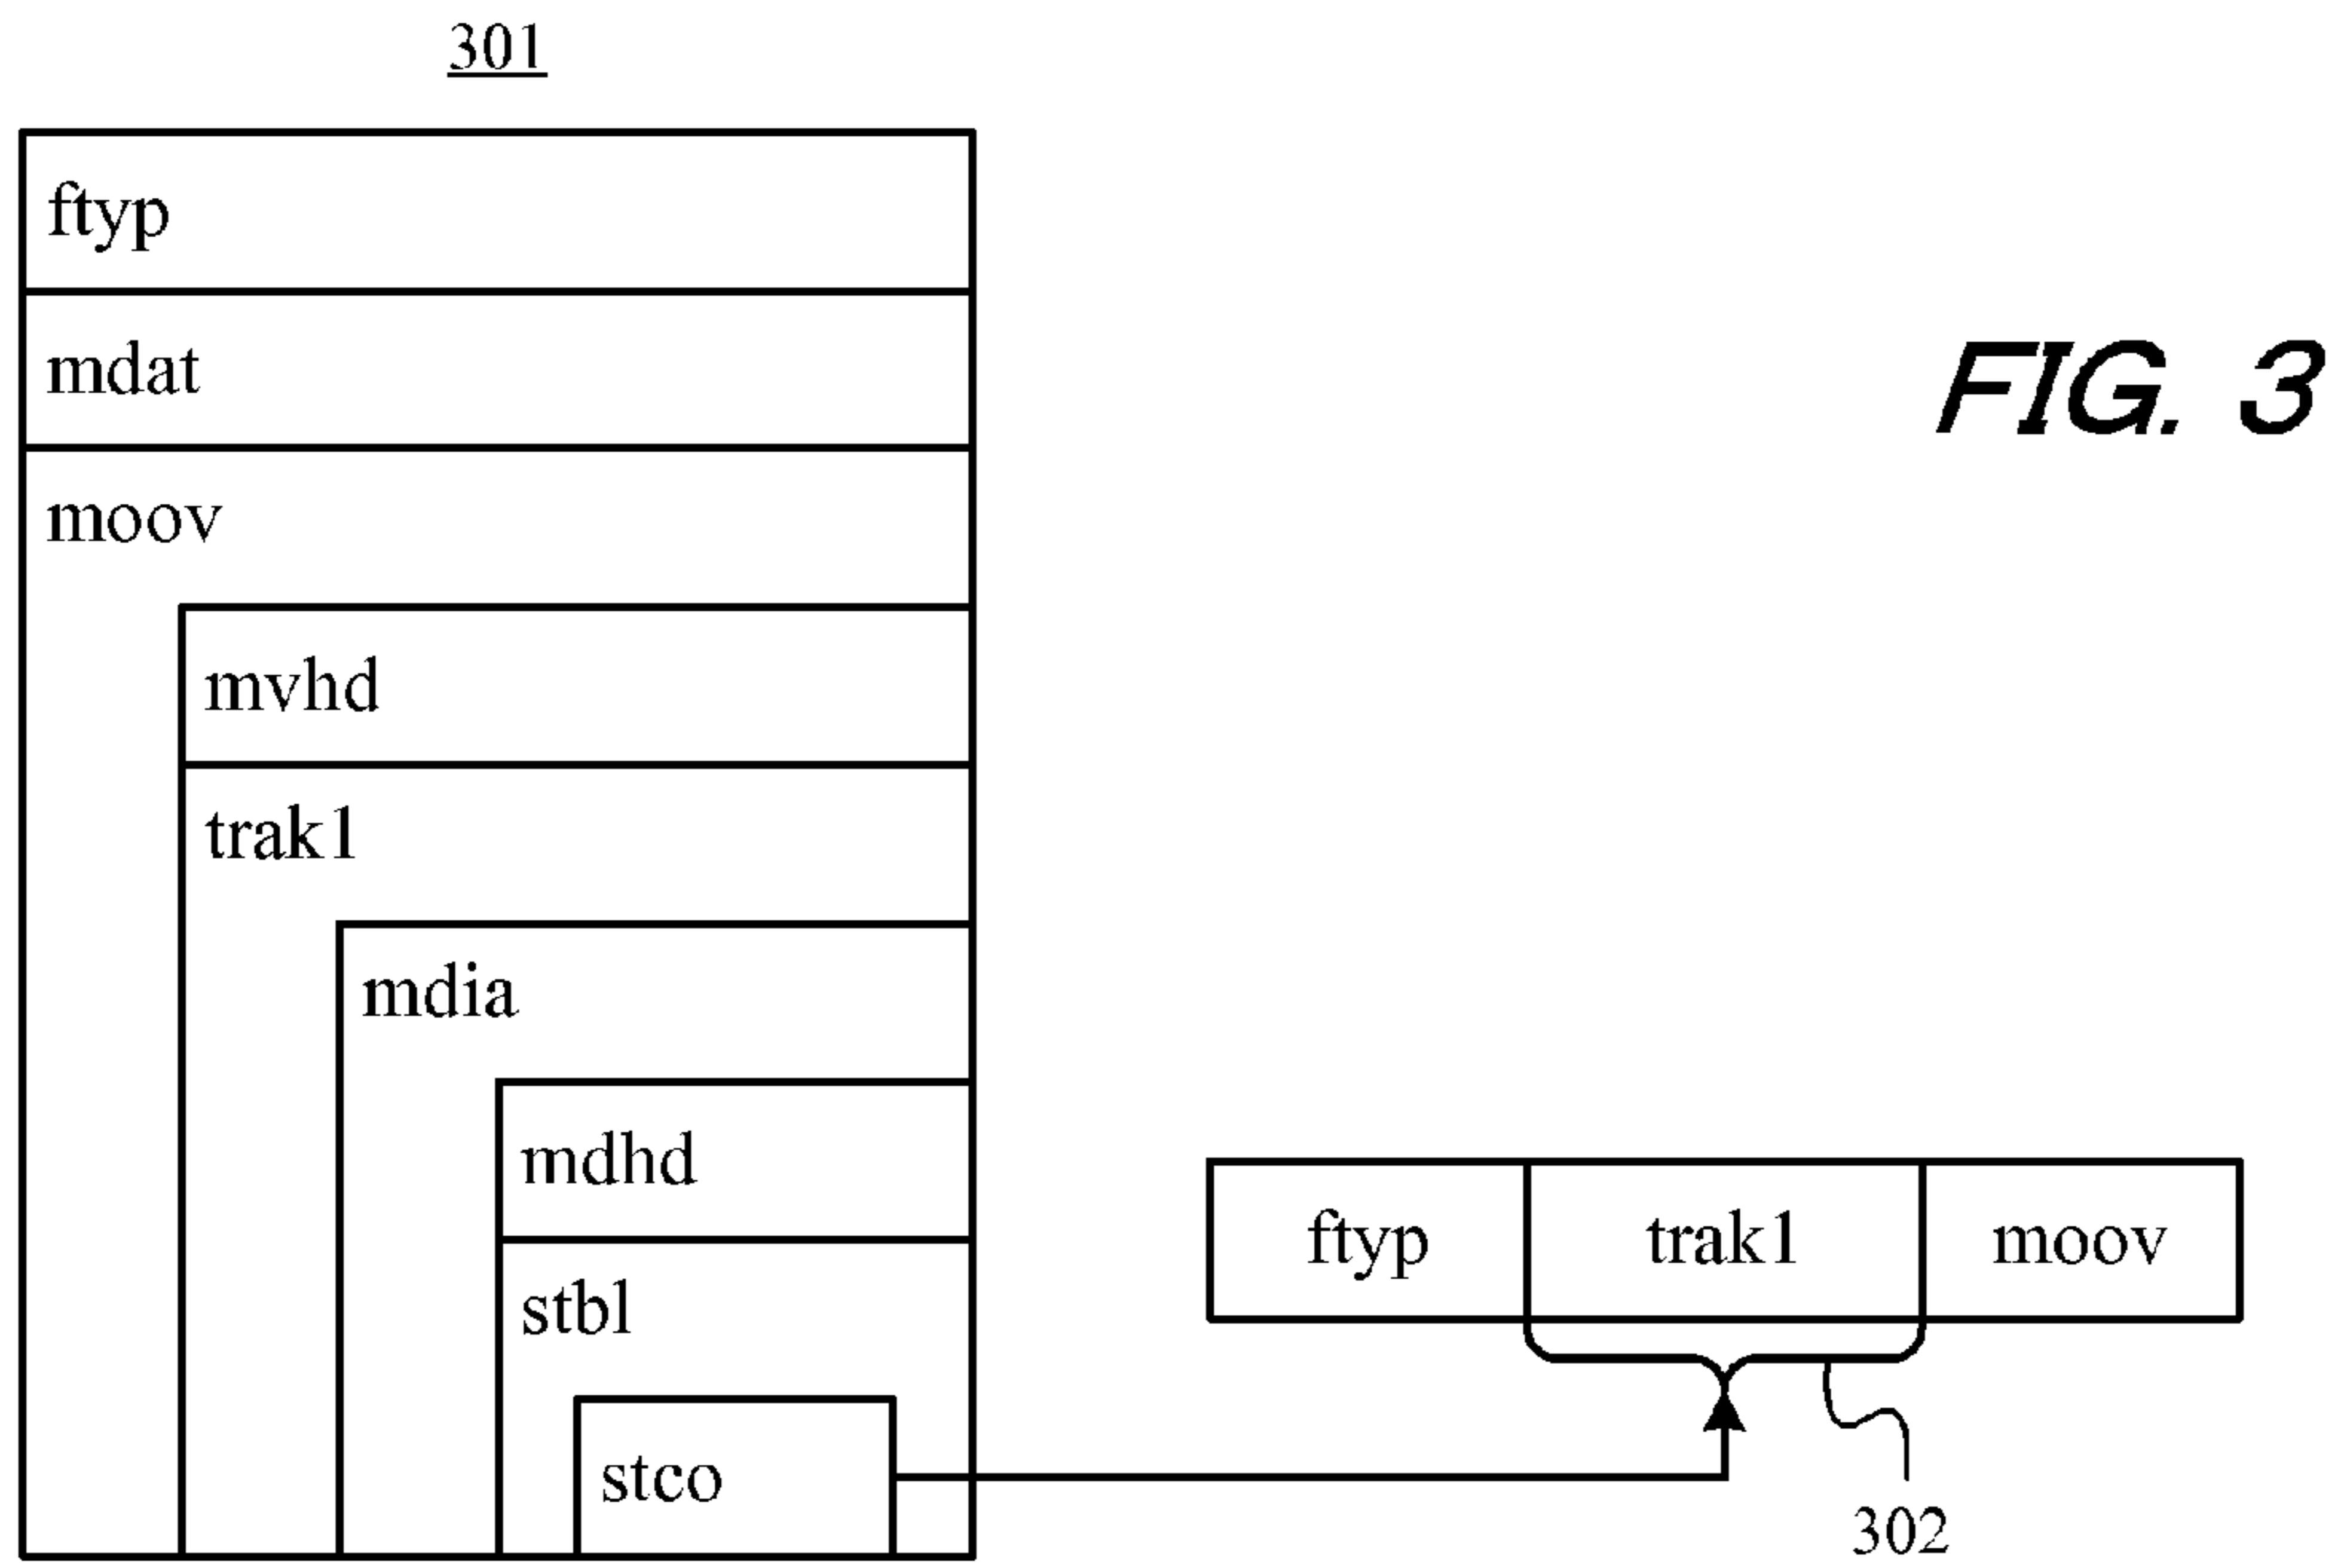 301
ftyp
mdat
FIG. 3
moov
mvhd
trak1
mdia
mdhd
stbl
stco
ftyp trak1 moov
302